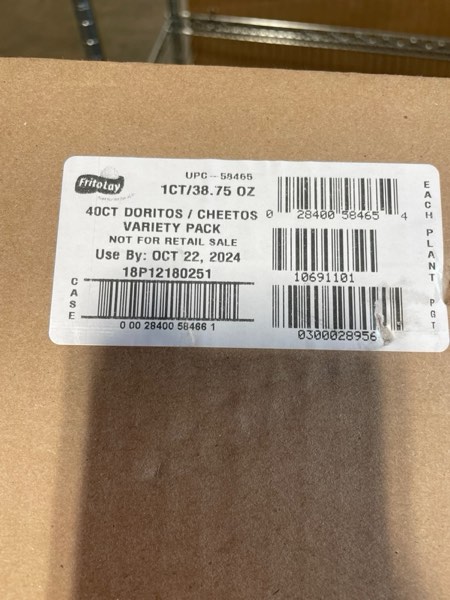 FritoLay
UPC - 58465
1CT/38.75 OZ
40CT DORITOS / CHEETOS
VARIETY PACK
NOT FOR RETAIL SALE
Use By: OCT 22, 2024
18P12180251
CASE
0 00 28400 58466 1
0 28400 58465 4
10691101
0300028956
EACH PLANT PGT